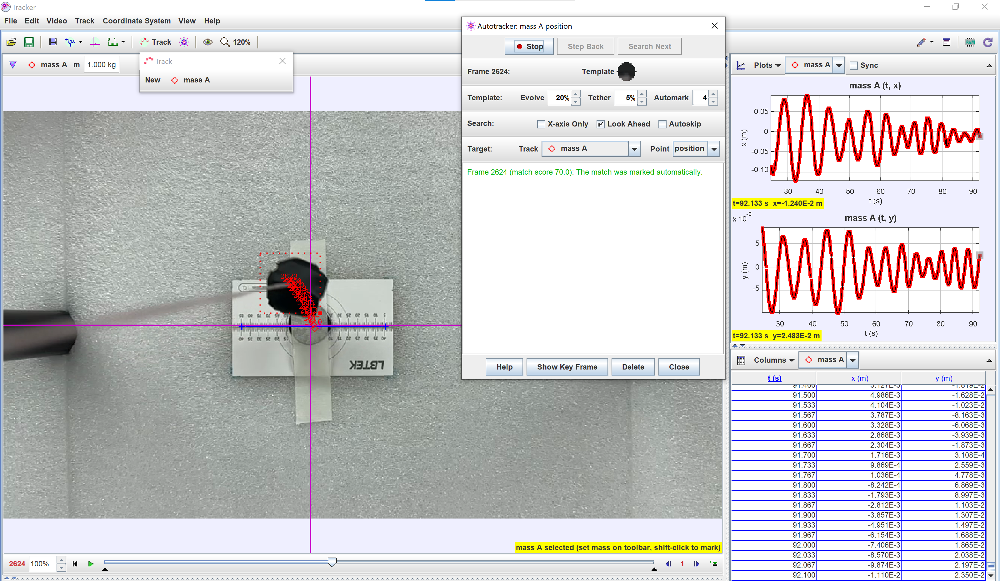 Tracker
File Edit Video Track Coordinate System View Help
Track 120%
mass A m 1.000 kg
Track
New mass A
Autotracker: mass A position
Stop Step Back Search Next
Frame 2624: Template
Template: Evolve 20% Tether 5% Automark 4
Search: X-axis Only Look Ahead Autoskip
Target: Track mass A Point position
Frame 2624 (match score 70.0): The match was marked automatically.
Help Show Key Frame Delete Close
LBTEK
mass A selected (set mass on toolbar, shift-click to mark)
2624 100% 1
RAM
Plots mass A Sync
mass A (t, x)
x (m)
0.05
0
-0.05
-0.10
30 40 50 60 70 80 90
t (s)
t=92.133 s x=-1.240E-2 m
x 10-2
mass A (t, y)
y (m)
5
0
-5
30 40 50 60 70 80 90
t (s)
t=92.133 s y=2.483E-2 m
Columns mass A
t (s) x (m) y (m)
91.400 5.127E-3 -1.819E-2
91.500 4.986E-3 -1.628E-2
91.533 4.104E-3 -1.023E-2
91.567 3.787E-3 -8.163E-3
91.600 3.328E-3 -6.068E-3
91.633 2.868E-3 -3.939E-3
91.667 2.304E-3 -1.873E-3
91.700 1.716E-3 3.108E-4
91.733 9.869E-4 2.559E-3
91.767 1.036E-4 4.778E-3
91.800 -8.242E-4 6.869E-3
91.833 -1.793E-3 8.997E-3
91.867 -2.812E-3 1.103E-2
91.900 -3.857E-3 1.307E-2
91.933 -4.951E-3 1.497E-2
91.967 -6.154E-3 1.688E-2
92.000 -7.406E-3 1.865E-2
92.033 -8.570E-3 2.038E-2
92.067 -9.874E-3 2.197E-2
92.100 -1.110E-2 2.350E-2